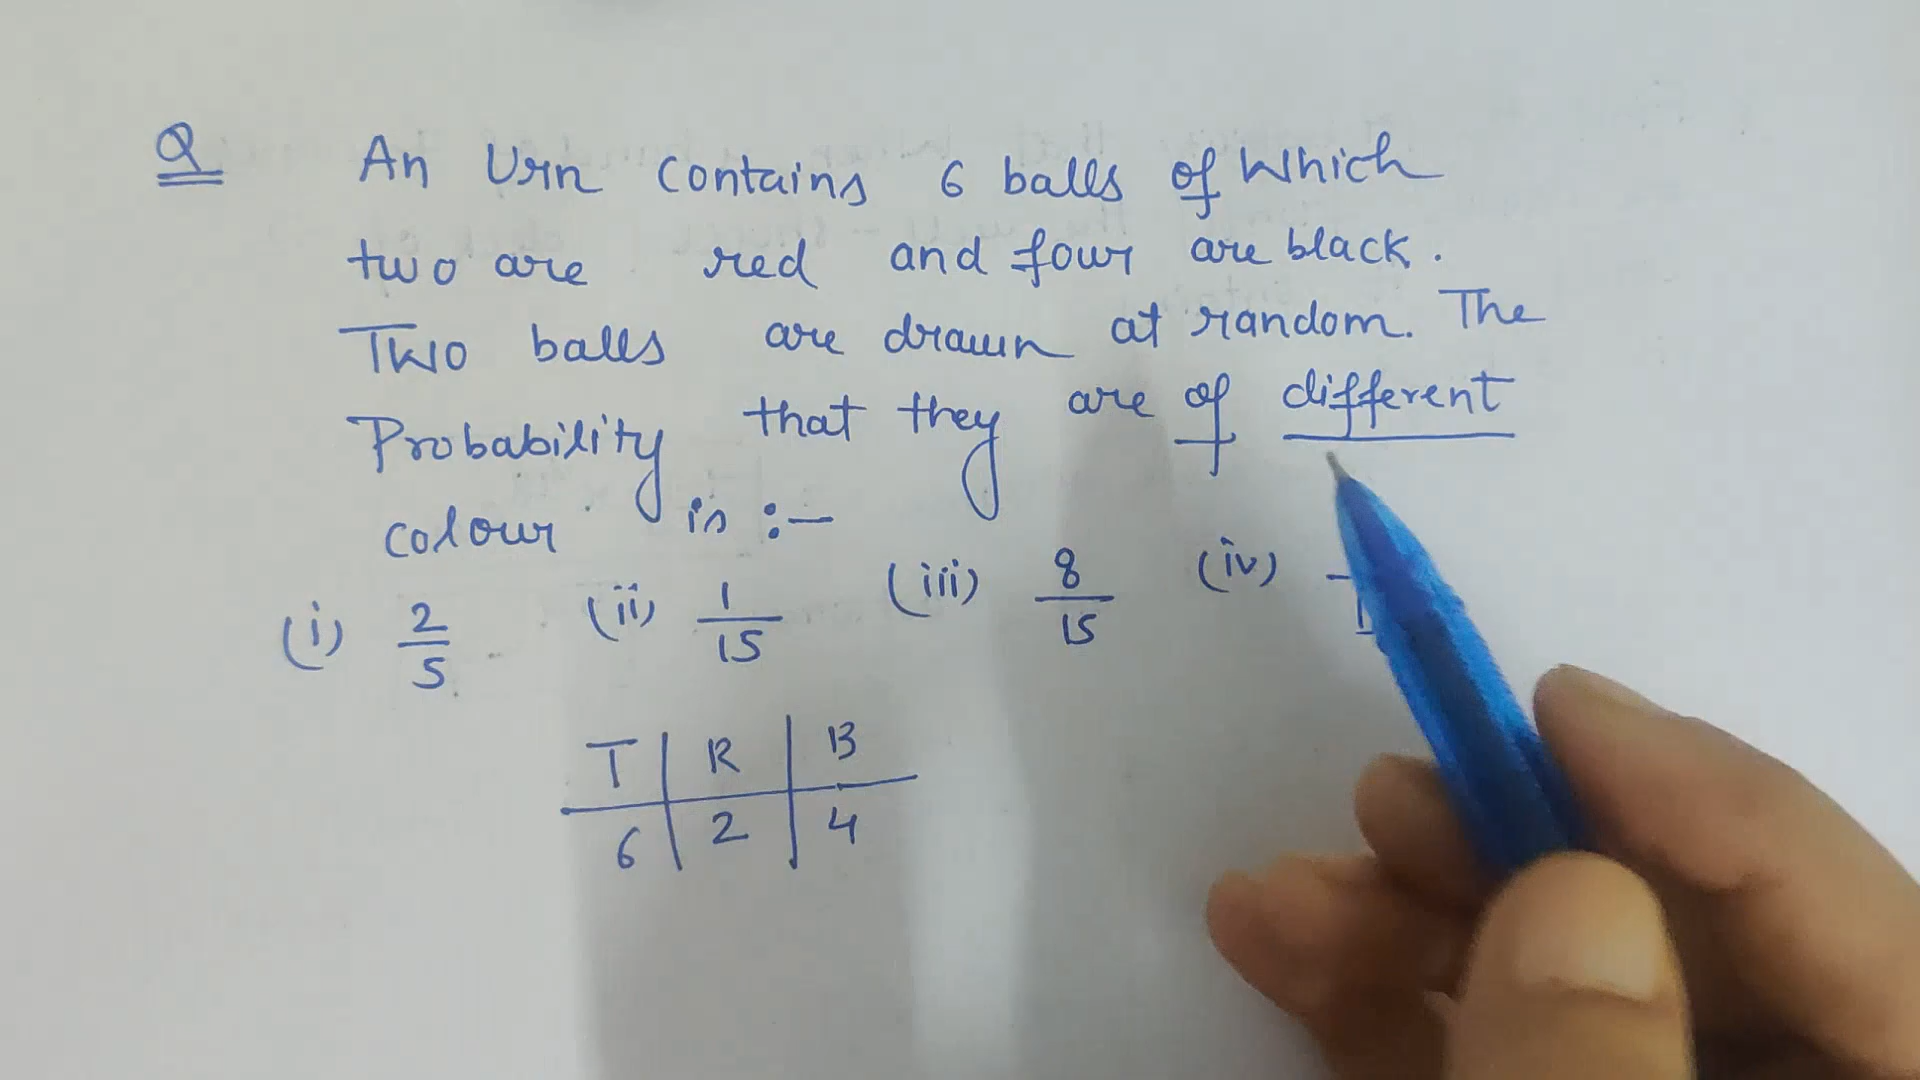 Q An Urn contains 6 balls of which
two are red and four are black.
Two balls are drawn at random. The
Probability that they are of different
colour is :-
(i) 2/5 (ii) 1/15 (iii) 8/15 (iv)
T R B
6 2 4